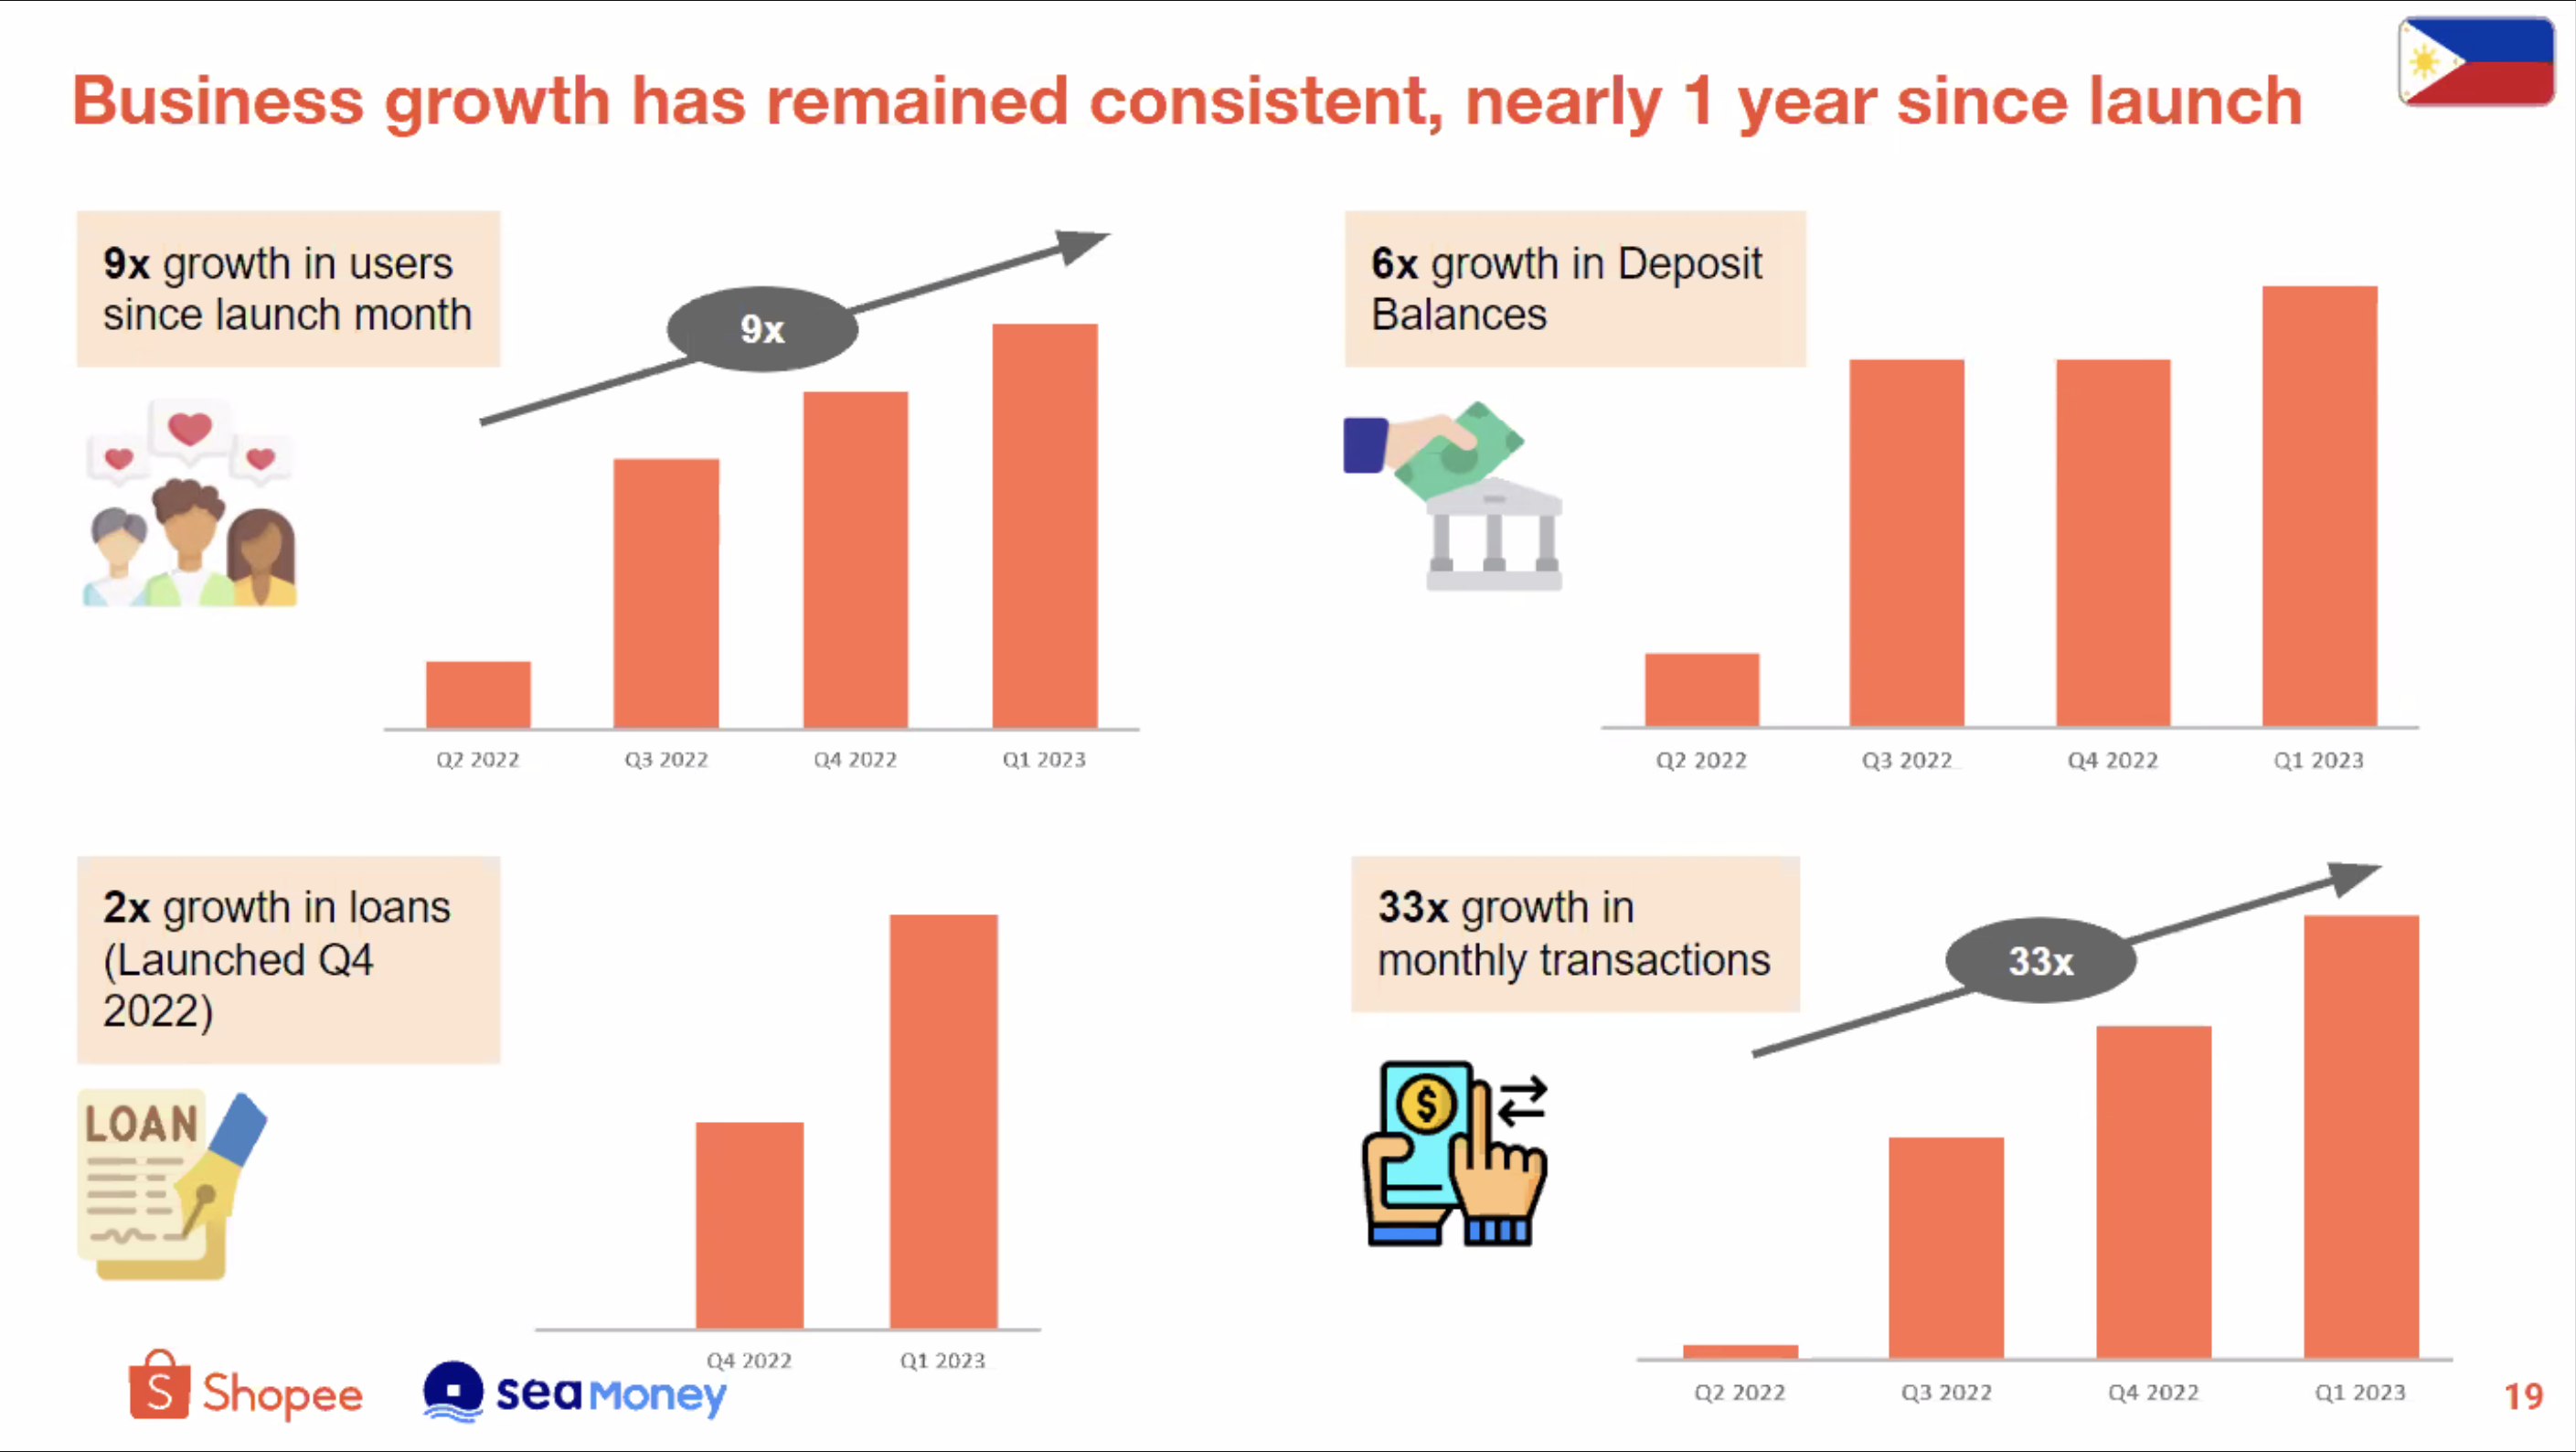 Business growth has remained consistent, nearly 1 year since launch
9x growth in users
since launch month
9x
Q2 2022
Q3 2022
Q4 2022
Q1 2023
6x growth in Deposit
Balances
Q2 2022
Q3 2022
Q4 2022
Q1 2023
2x growth in loans
(Launched Q4
2022)
LOAN
Q4 2022
Q1 2023
33x growth in
monthly transactions
33x
$
Q2 2022
Q3 2022
Q4 2022
Q1 2023
S Shopee
sea Money
19